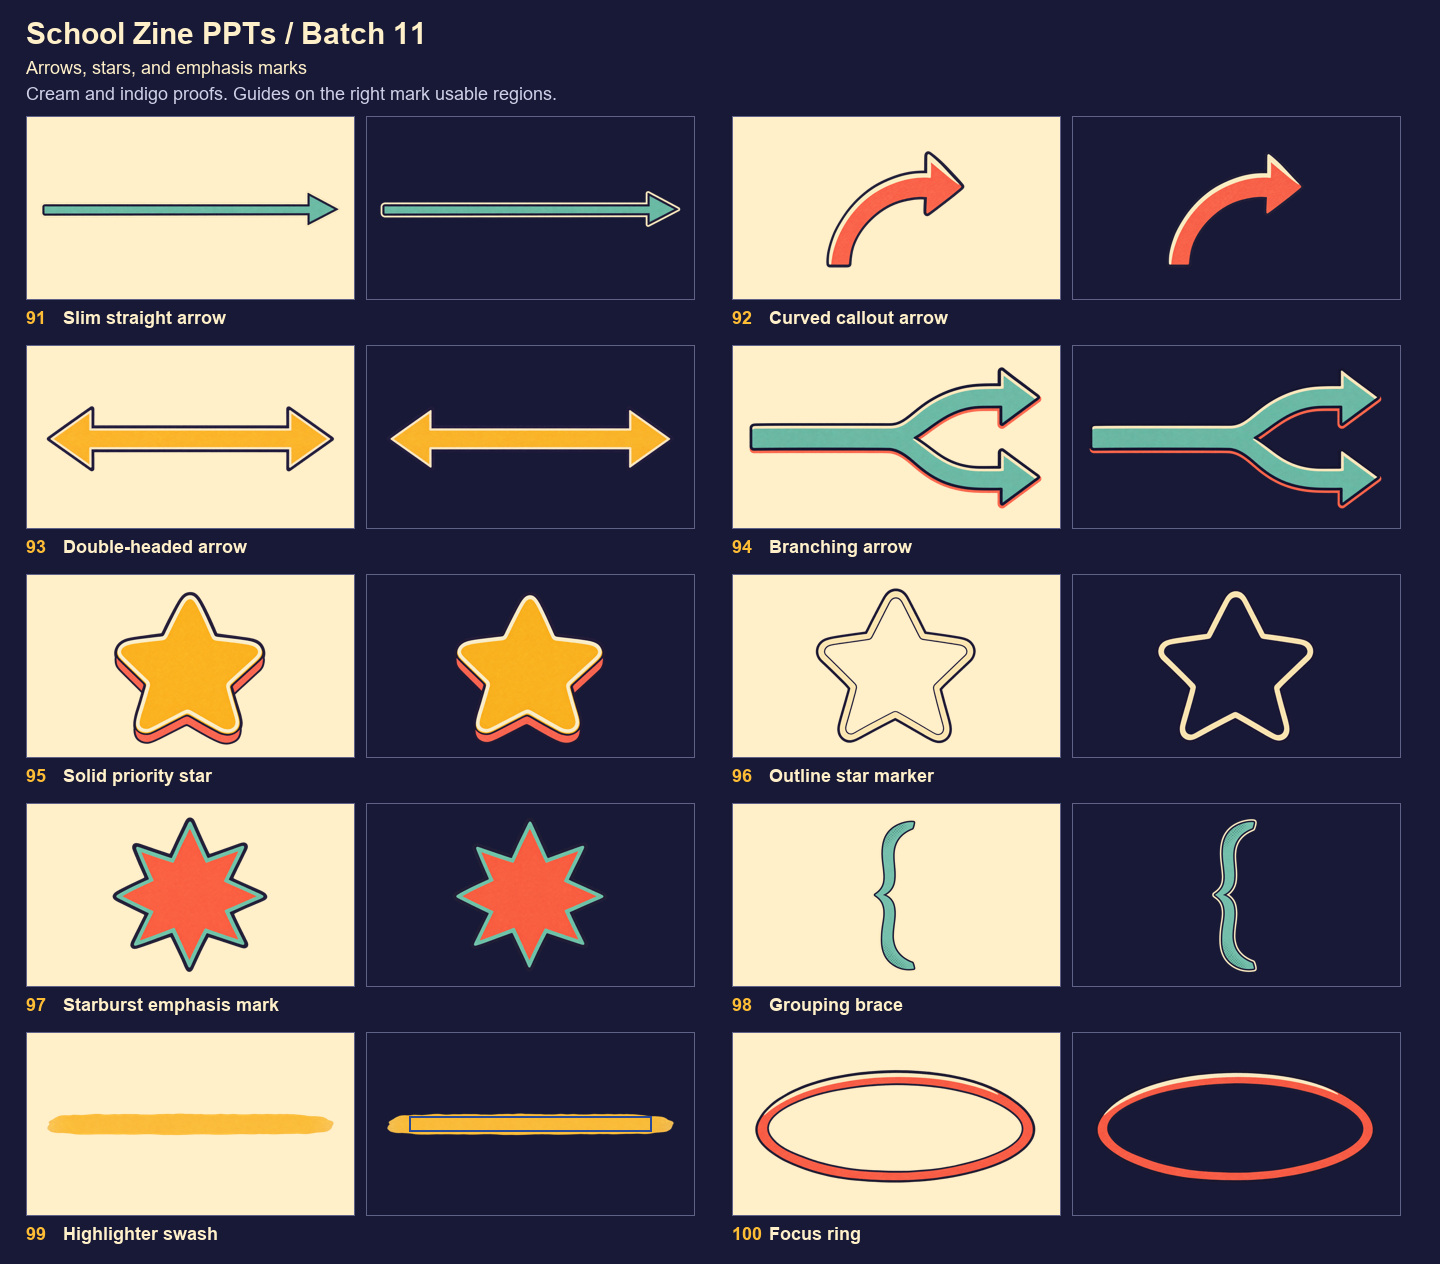 School Zine PPTs / Batch 11
Arrows, stars, and emphasis marks
Cream and indigo proofs. Guides on the right mark usable regions.
91 Slim straight arrow
92 Curved callout arrow
93 Double-headed arrow
94 Branching arrow
95 Solid priority star
96 Outline star marker
97 Starburst emphasis mark
98 Grouping brace
99 Highlighter swash
100 Focus ring